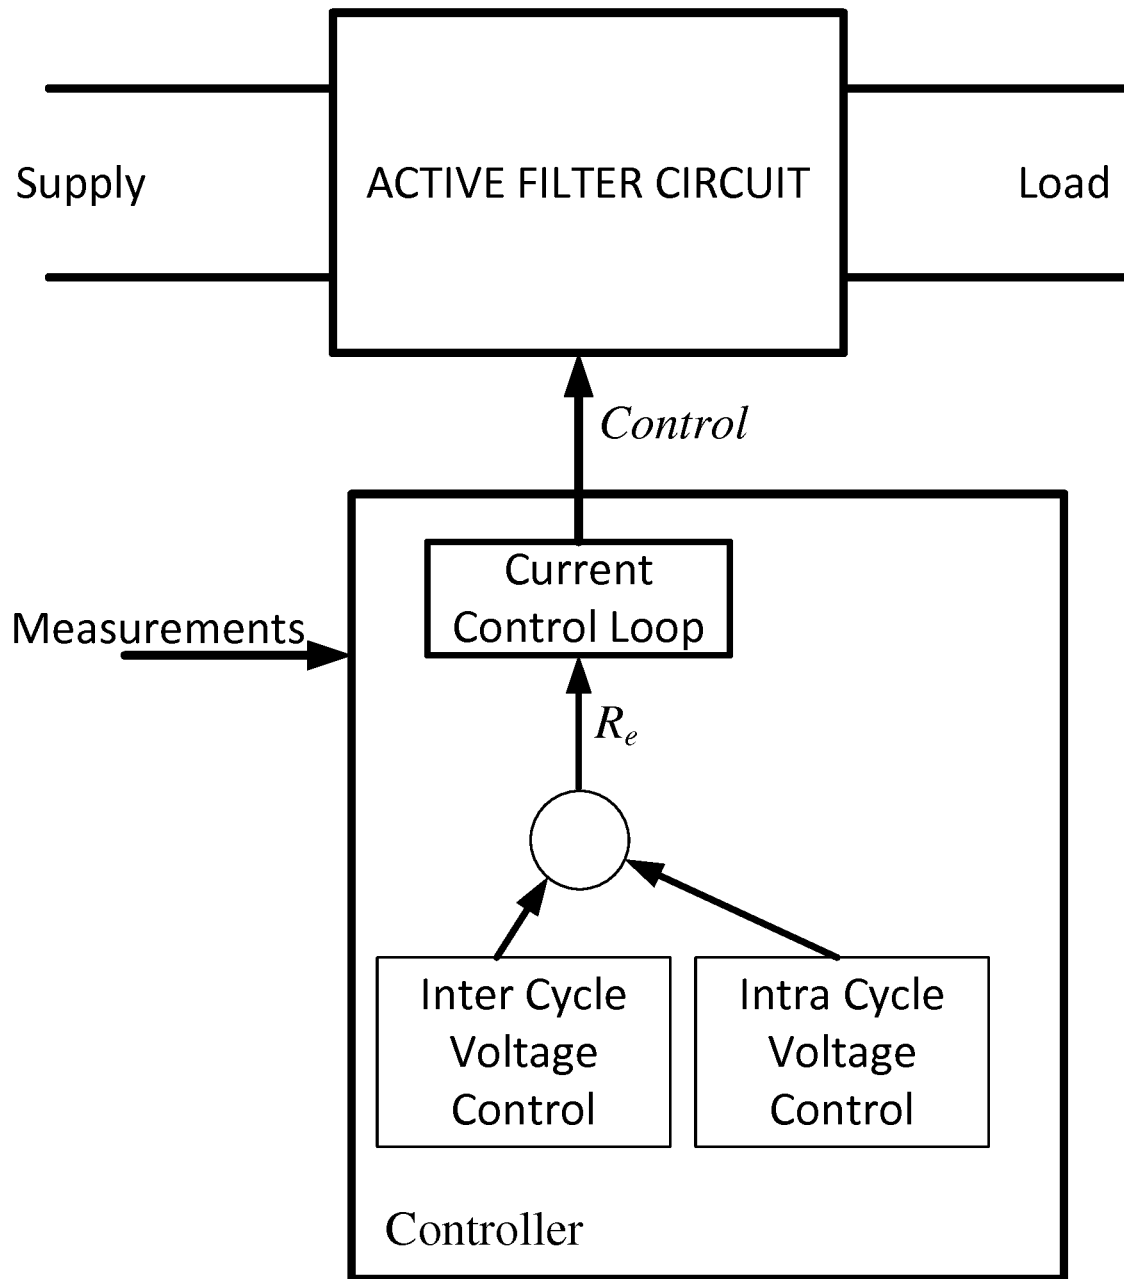 Supply
ACTIVE FILTER CIRCUIT
Load
Control
Current
Control Loop
Measurements
Re
Inter Cycle
Voltage
Control
Intra Cycle
Voltage
Control
Controller